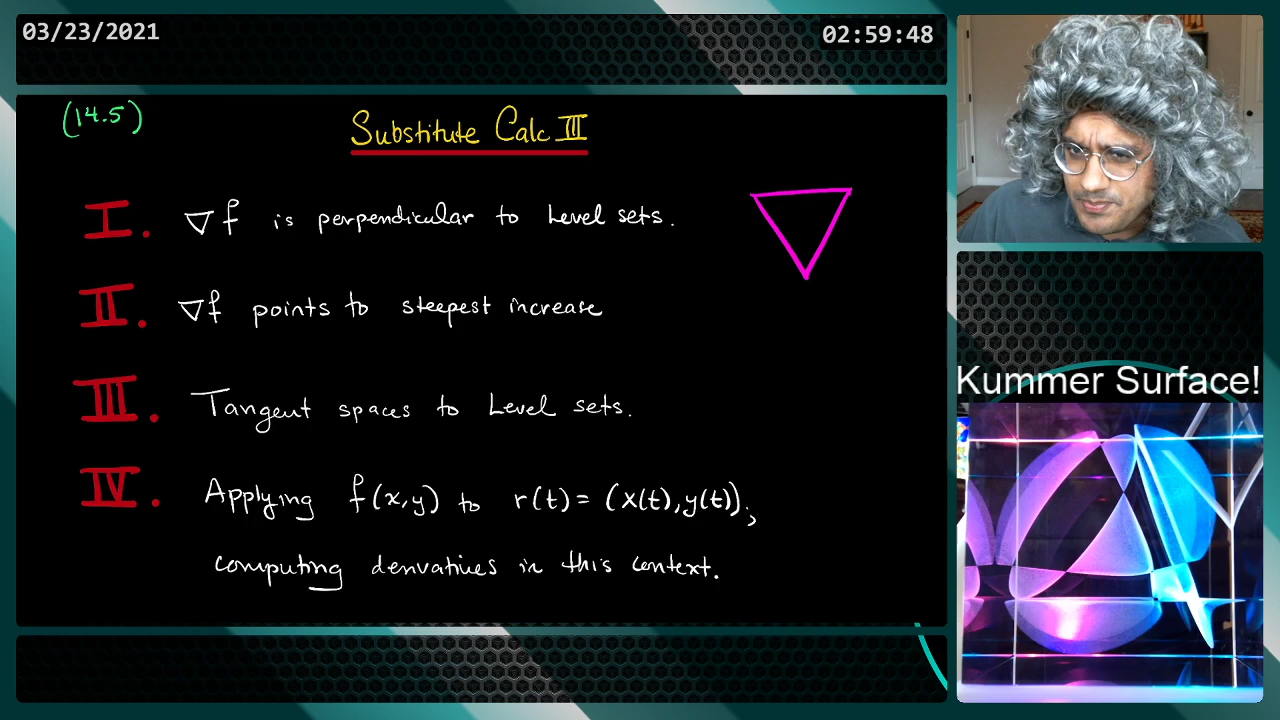 03/23/2021
02:59:48
(14.5)
Substitute Calc III
I. ∇f is perpendicular to Level sets.
II. ∇f points to steepest increase
III. Tangent spaces to Level sets.
IV. Applying f(x,y) to r(t)=(x(t),y(t)),
computing derivatives in this context.
Kummer Surface!